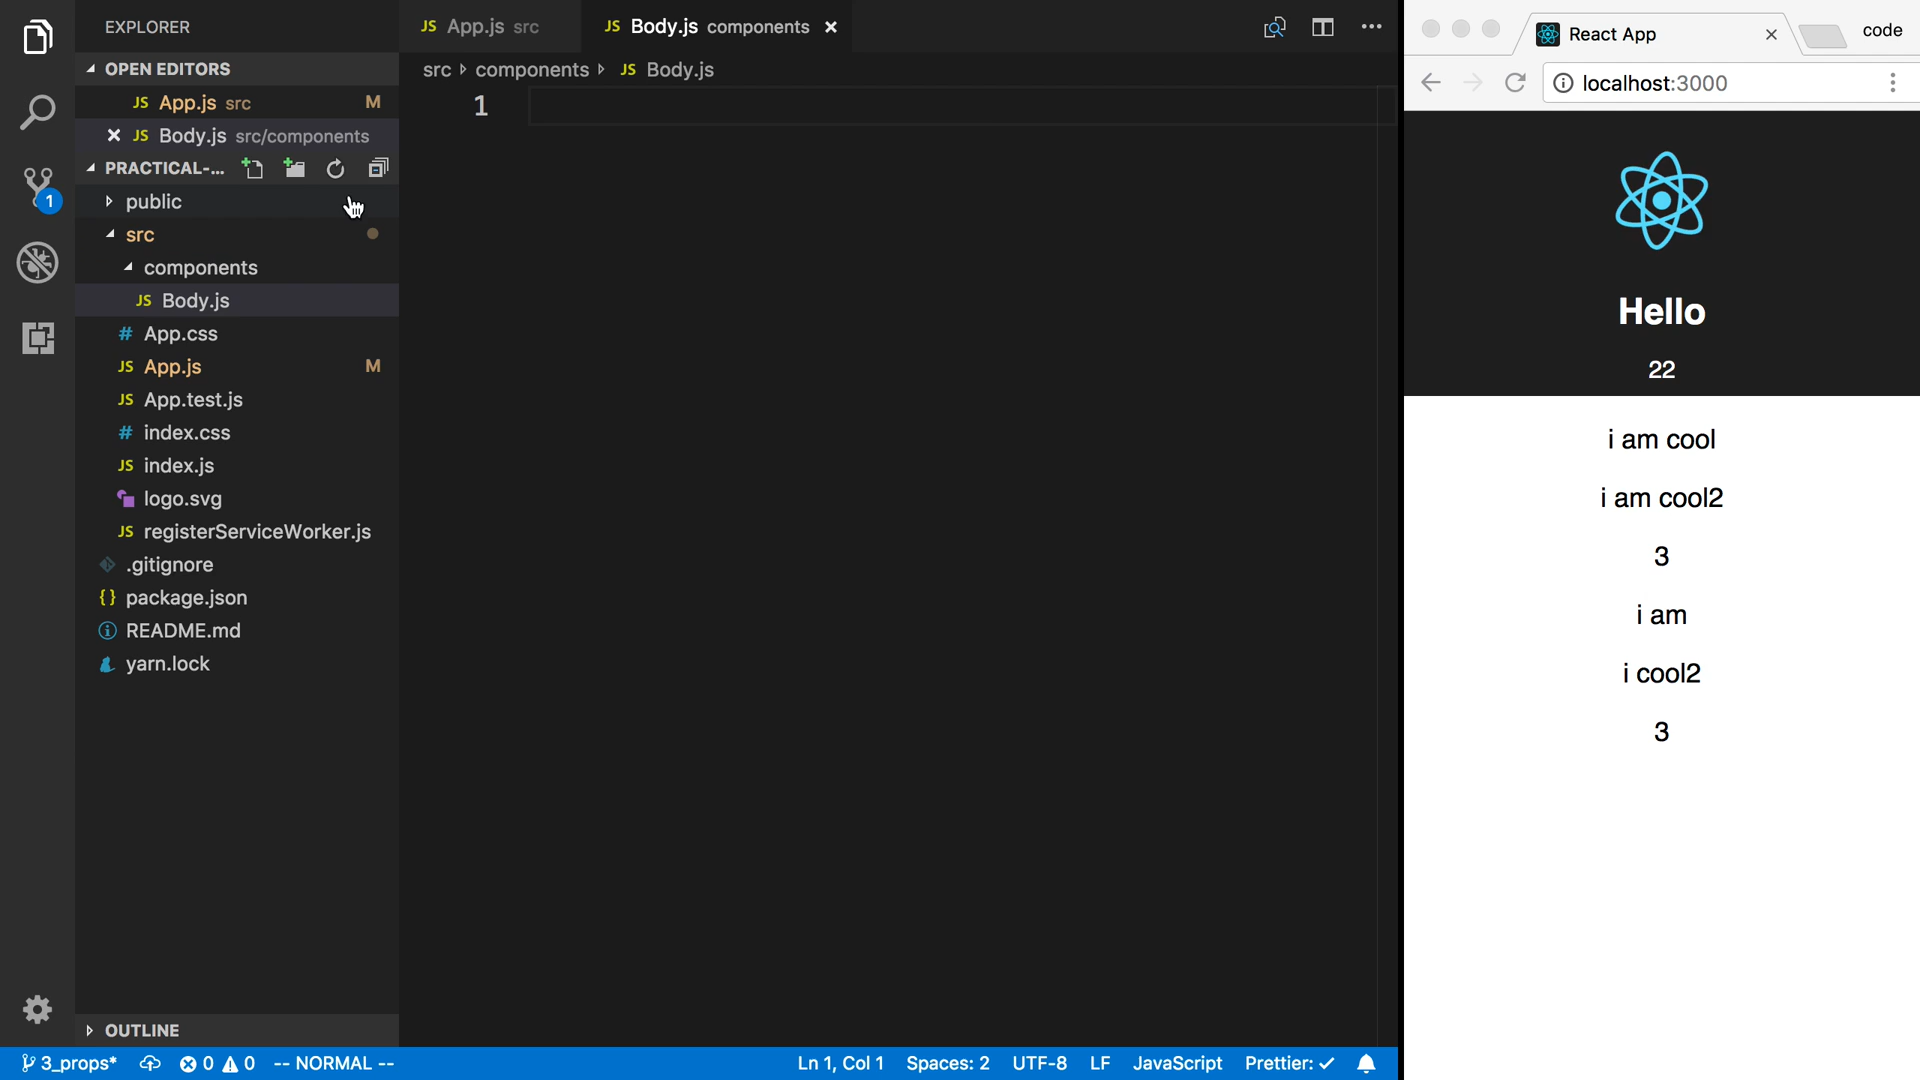 EXPLORER
OPEN EDITORS
JS App.js src M
JS Body.js src/components
PRACTICAL-...
public
src
components
JS Body.js
# App.css
JS App.js M
JS App.test.js
# index.css
JS index.js
logo.svg
JS registerServiceWorker.js
.gitignore
{} package.json
README.md
yarn.lock
OUTLINE
1
JS App.js src
JS Body.js components
src components JS Body.js
1
3_props* 0 0 -- NORMAL --
Ln 1, Col 1 Spaces: 2 UTF-8 LF JavaScript Prettier: ✓
React App
code
localhost:3000
Hello
22
i am cool
i am cool2
3
i am
i cool2
3